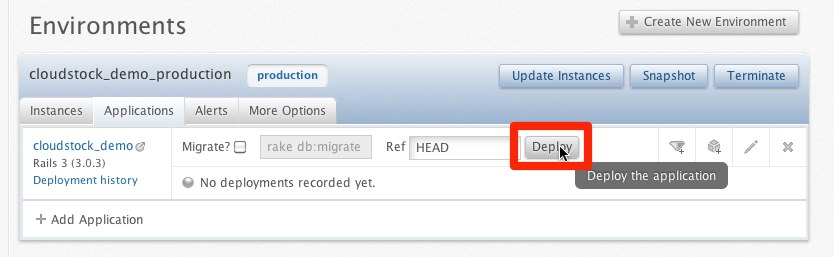 Environments
Create New Environment
cloudstock_demo_production production Update Instances Snapshot Terminate
Instances Applications Alerts More Options
cloudstock_demo Migrate? rake db:migrate Ref HEAD Deploy
Rails 3 (3.0.3)
Deploy the application
Deployment history No deployments recorded yet.
Add Application